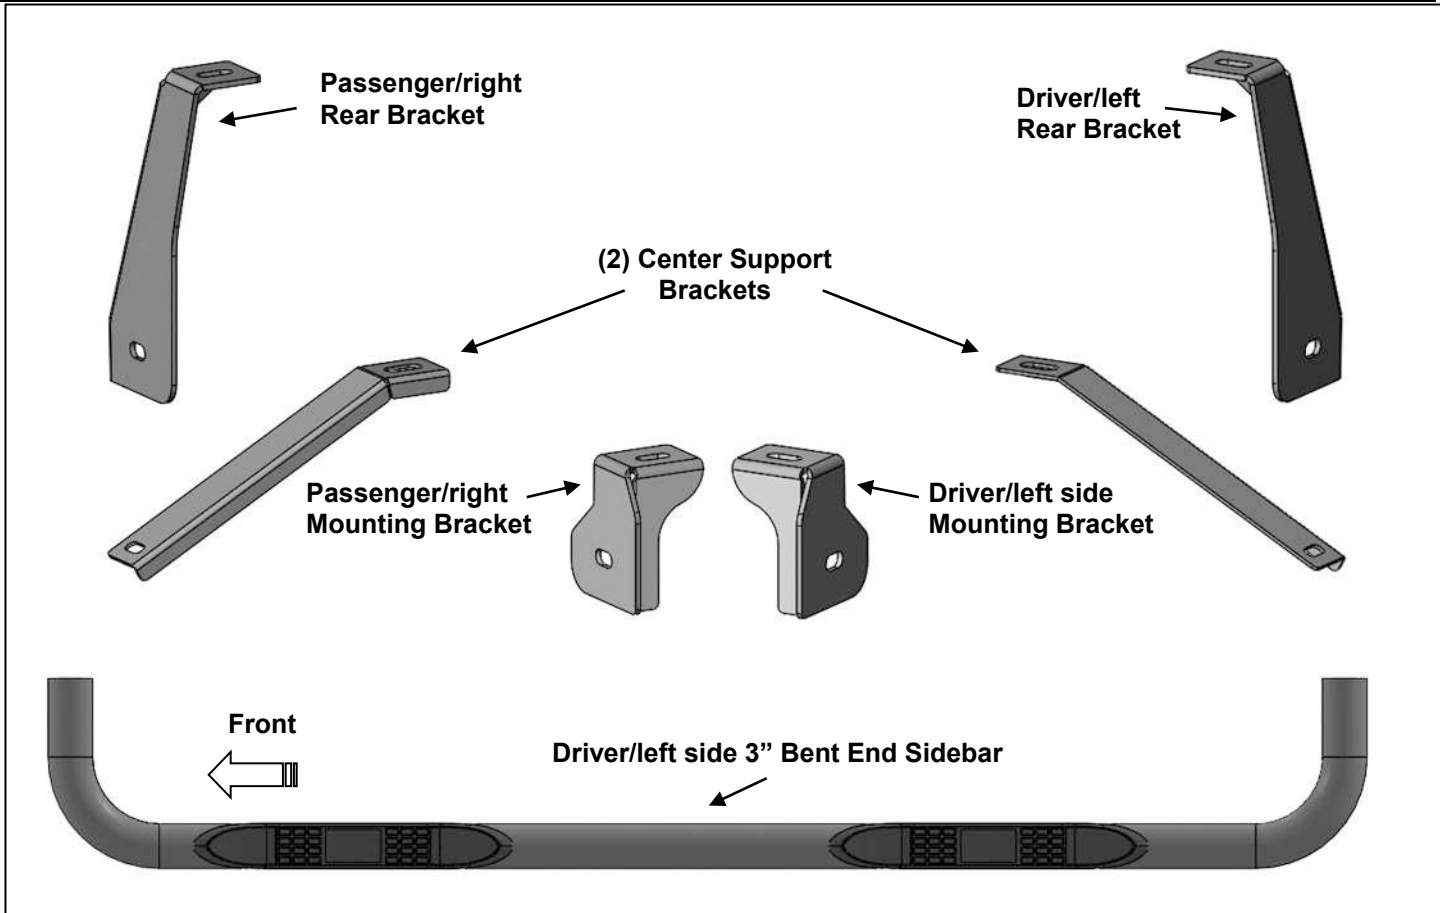 Passenger/right
Rear Bracket
Driver/left
Rear Bracket
(2) Center Support
Brackets
Passenger/right
Mounting Bracket
Driver/left side
Mounting Bracket
Front
Driver/left side 3” Bent End Sidebar